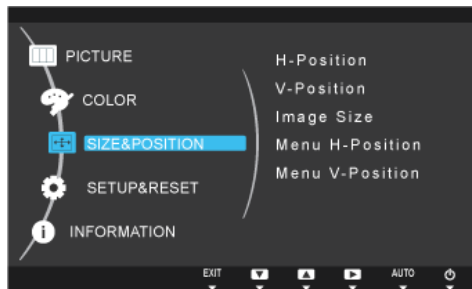 PICTURE
COLOR
SIZE&POSITION
SETUP&RESET
INFORMATION
H-Position
V-Position
Image Size
Menu H-Position
Menu V-Position
EXIT
AUTO